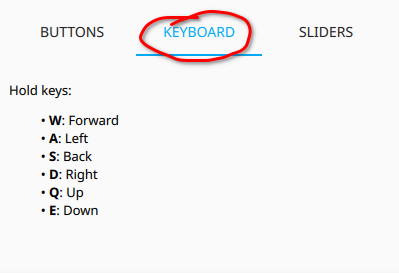 BUTTONS KEYBOARD SLIDERS
Hold keys:
• W: Forward
• A: Left
• S: Back
• D: Right
• Q: Up
• E: Down